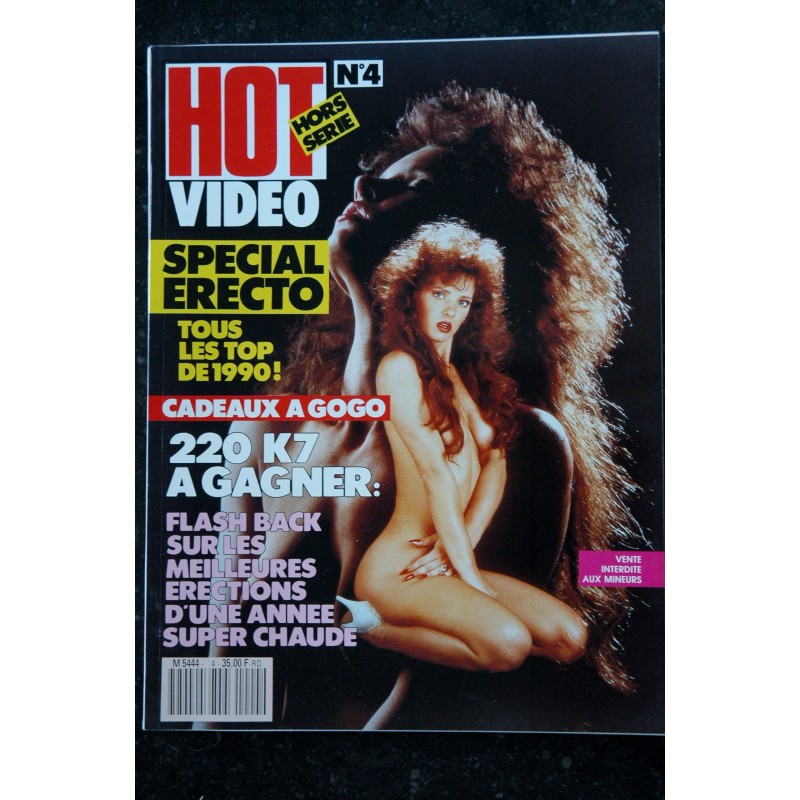 HOT
N°4
HORS
SERIE
VIDEO
SPECIAL
ERECTO
TOUS
LES TOP
DE 1990!
CADEAUX A GOGO
220 K7
A GAGNER:
FLASH BACK
SUR LES
MEILLEURES
ERECTIONS
D'UNE ANNEE
SUPER CHAUDE
VENTE
INTERDITE
AUX MINEURS
M 5444 - 4 - 35,00 F-RD